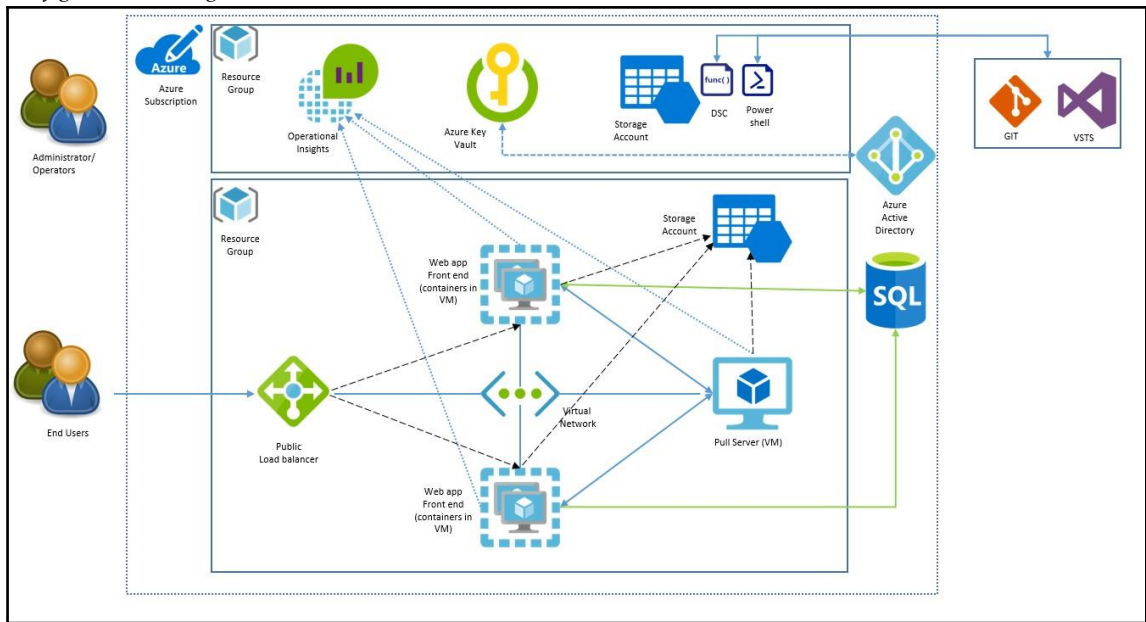 Azure
Azure
Subscription
Resource
Group
Operational
Insights
Azure Key
Vault
Storage
Account
func( )
DSC
Power
shell
GIT
VSTS
Administrator/
Operators
Azure
Active
Directory
Resource
Group
Storage
Account
Web app
Front end
(containers in
VM)
SQL
End Users
Public
Load balancer
Virtual
Network
Pull Server (VM)
Web app
Front end
(containers in
VM)